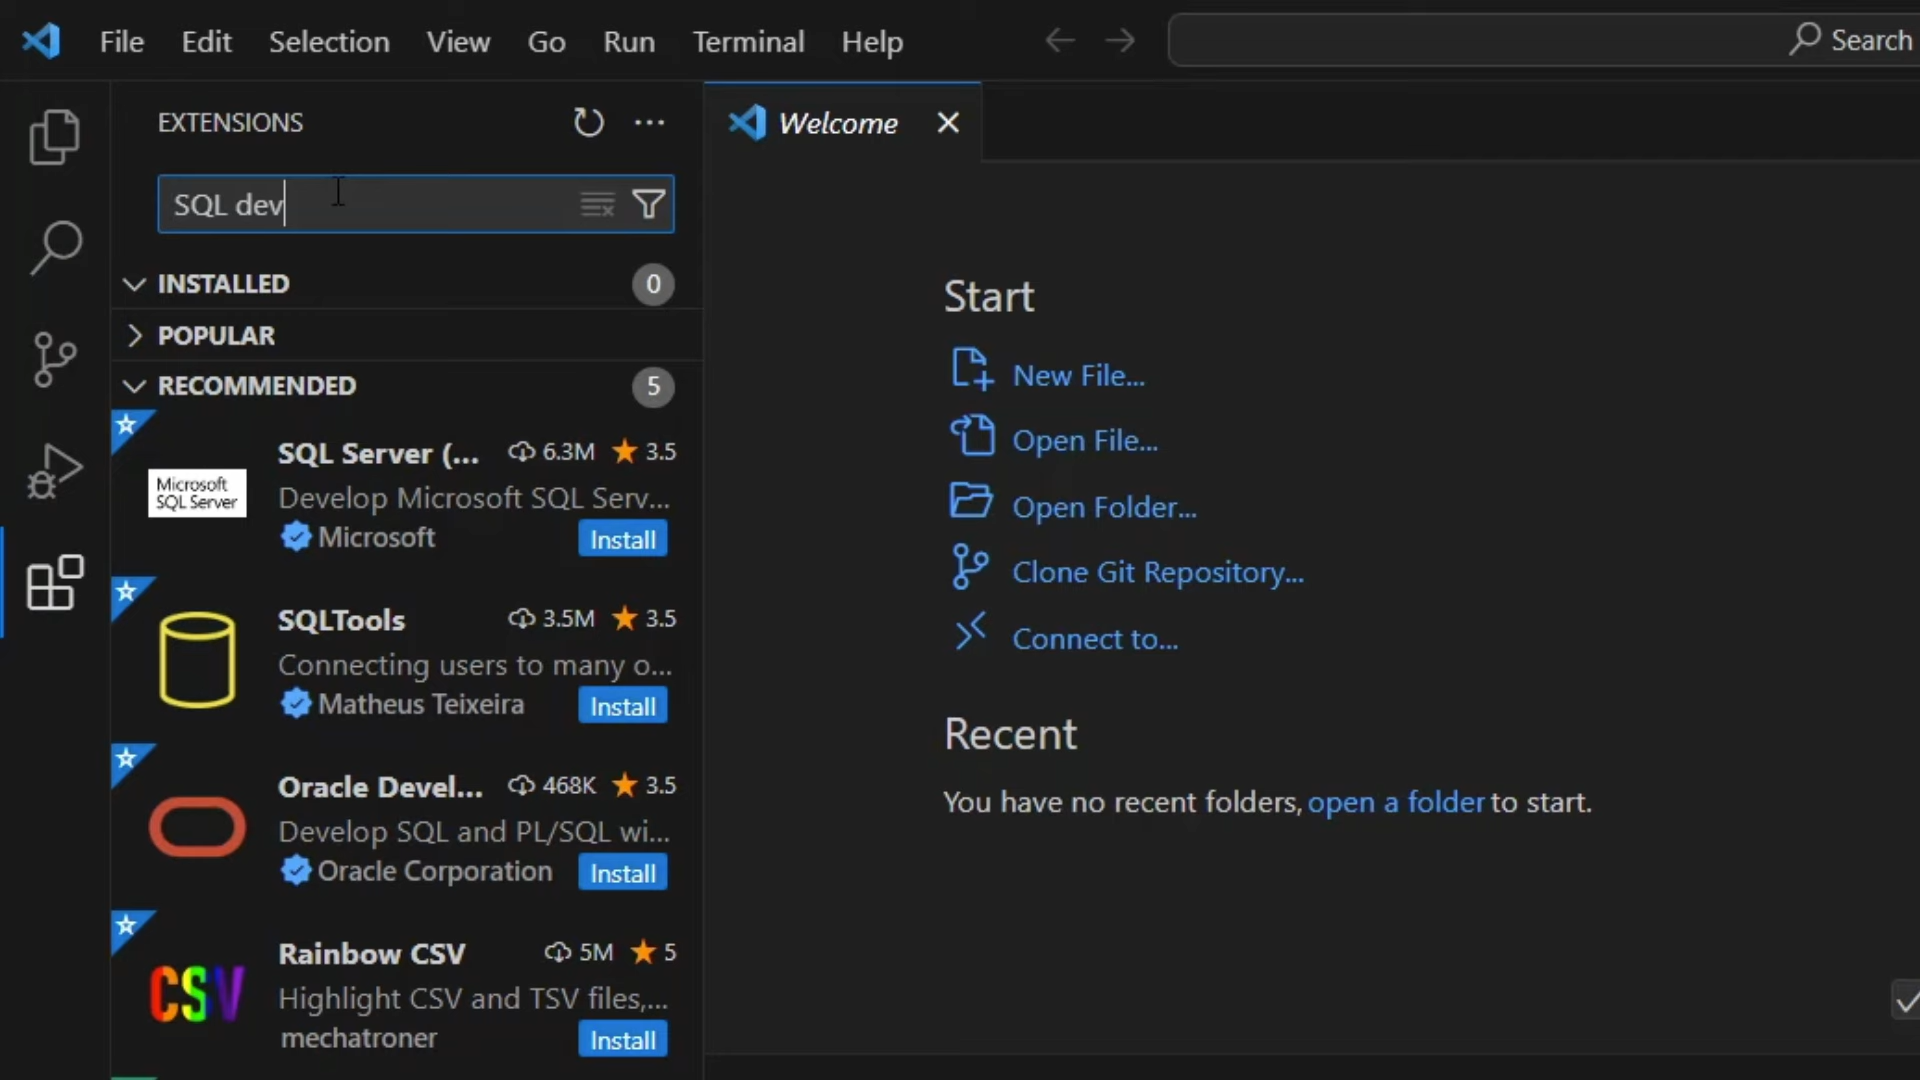 File Edit Selection View Go Run Terminal Help Search
EXTENSIONS
Welcome
SQL dev
INSTALLED 0
POPULAR
RECOMMENDED 5
Microsoft
SQL Server
SQL Server (... 6.3M 3.5
Develop Microsoft SQL Serv...
Microsoft Install
SQLTools 3.5M 3.5
Connecting users to many o...
Matheus Teixeira Install
Oracle Devel... 468K 3.5
Develop SQL and PL/SQL wi...
Oracle Corporation Install
CSV
Rainbow CSV 5M 5
Highlight CSV and TSV files,...
mechatroner Install
Start
New File...
Open File...
Open Folder...
Clone Git Repository...
Connect to...
Recent
You have no recent folders, open a folder to start.